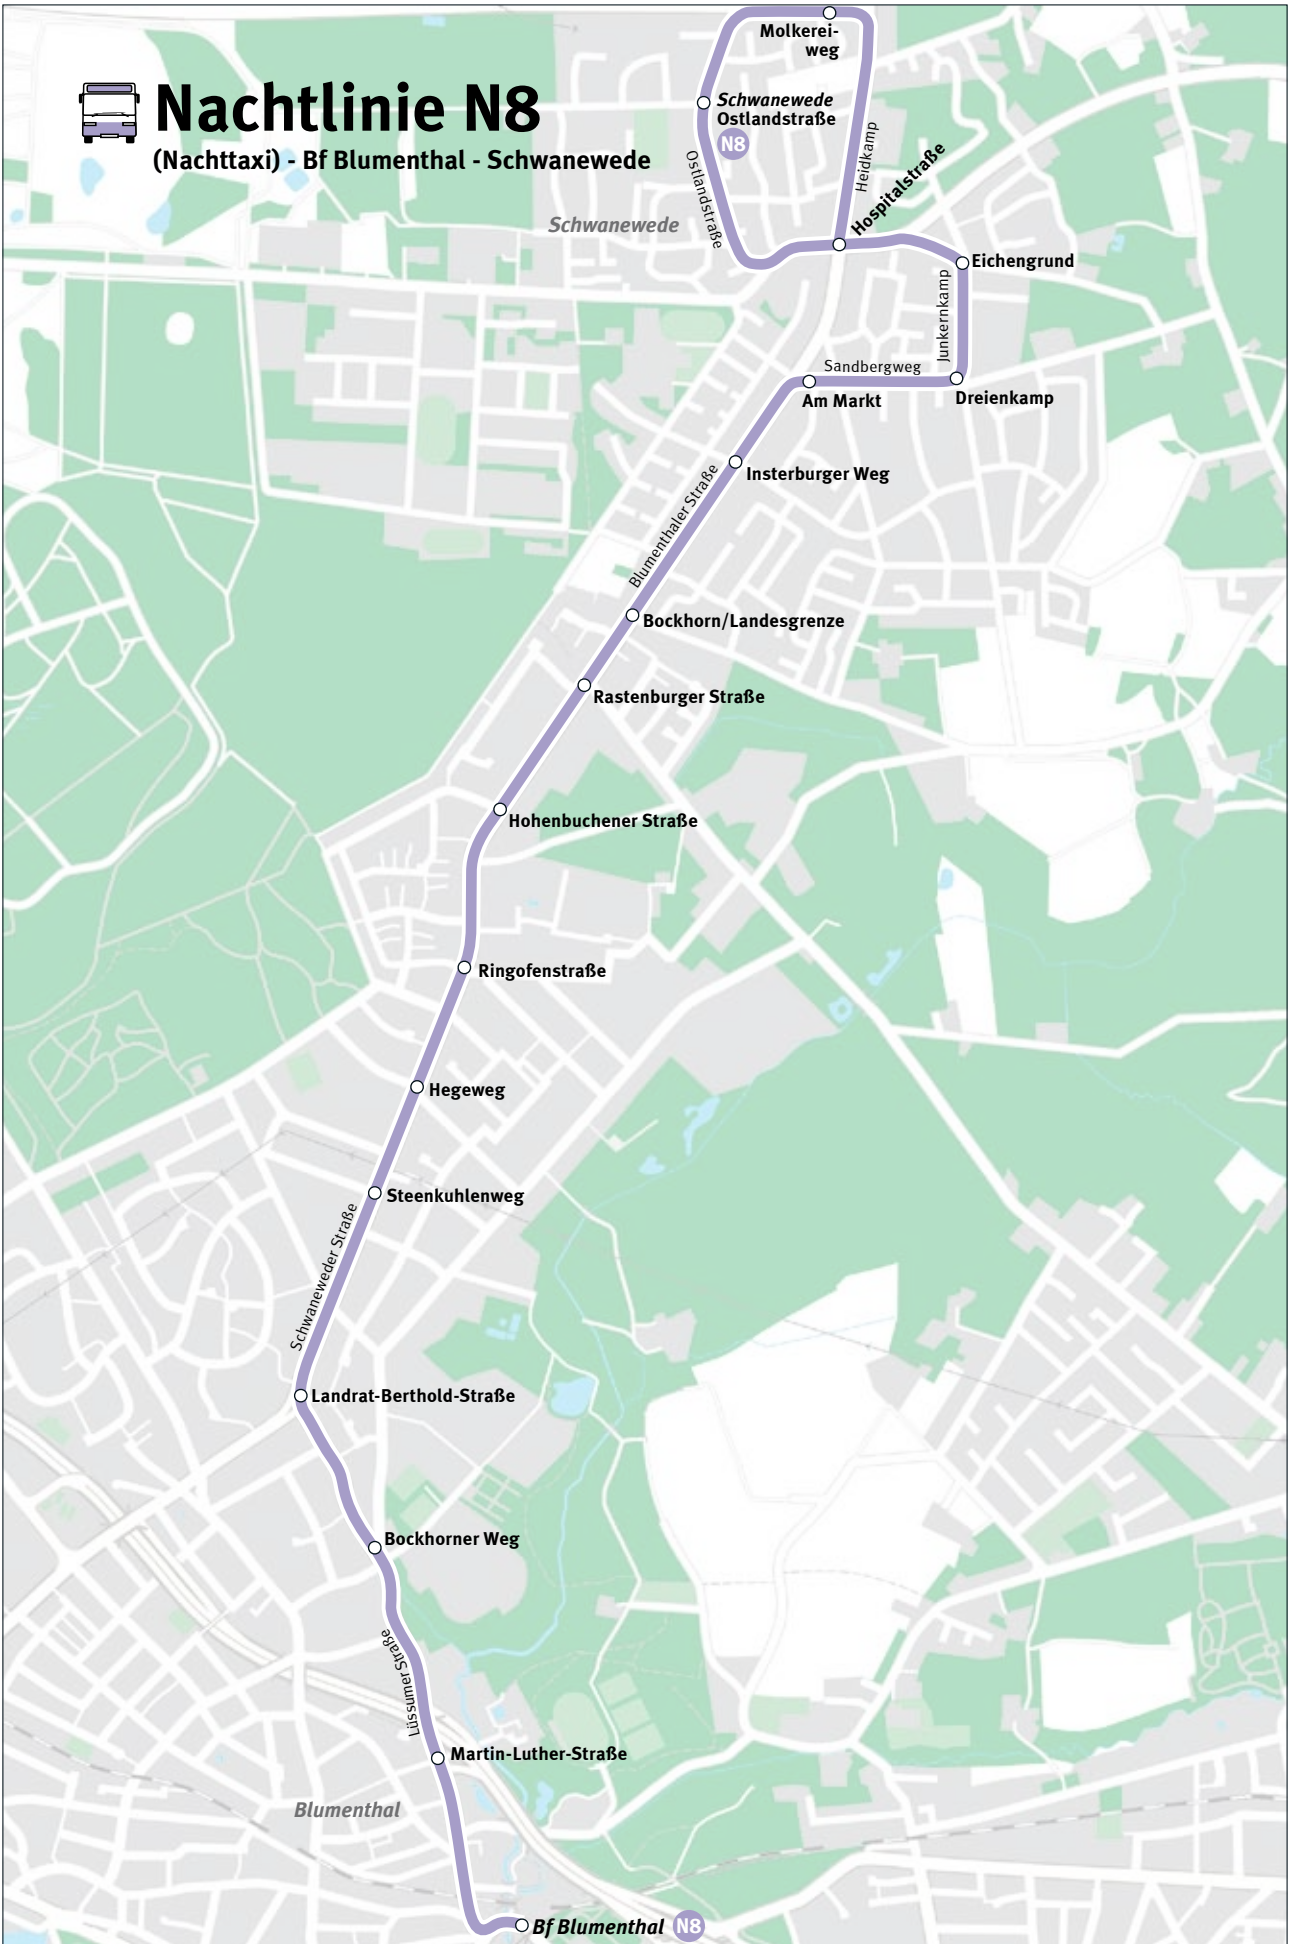 Nachtlinie N8
(Nachttaxi) - Bf Blumenthal - Schwanewede
Molkerei-
weg
Schwanewede
Ostlandstraße
N8
Ostlandstraße
Heidkamp
Hospitalstraße
Schwanewede
Eichengrund
Junkernkamp
Sandbergweg
Am Markt
Dreienkamp
Insterburger Weg
Blumenthaler Straße
Bockhorn/Landesgrenze
Rastenburger Straße
Hohenbuchener Straße
Ringofenstraße
Hegeweg
Steenkuhlenweg
Schwaneweder Straße
Landrat-Berthold-Straße
Bockhorner Weg
Lüssumer Straße
Martin-Luther-Straße
Blumenthal
Bf Blumenthal N8